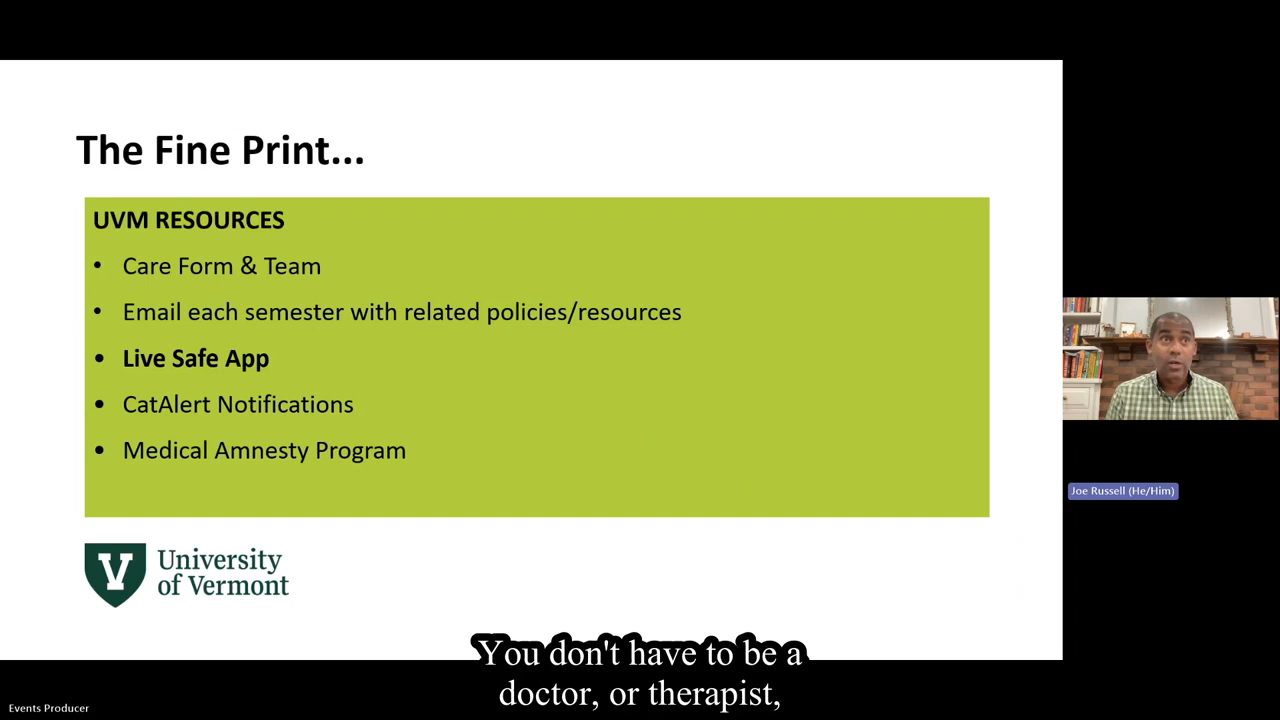 The Fine Print...
UVM RESOURCES
• Care Form & Team
• Email each semester with related policies/resources
• Live Safe App
• CatAlert Notifications
• Medical Amnesty Program
V
University
of Vermont
Joe Russell (He/Him)
You don't have to be a
doctor, or therapist,
Events Producer